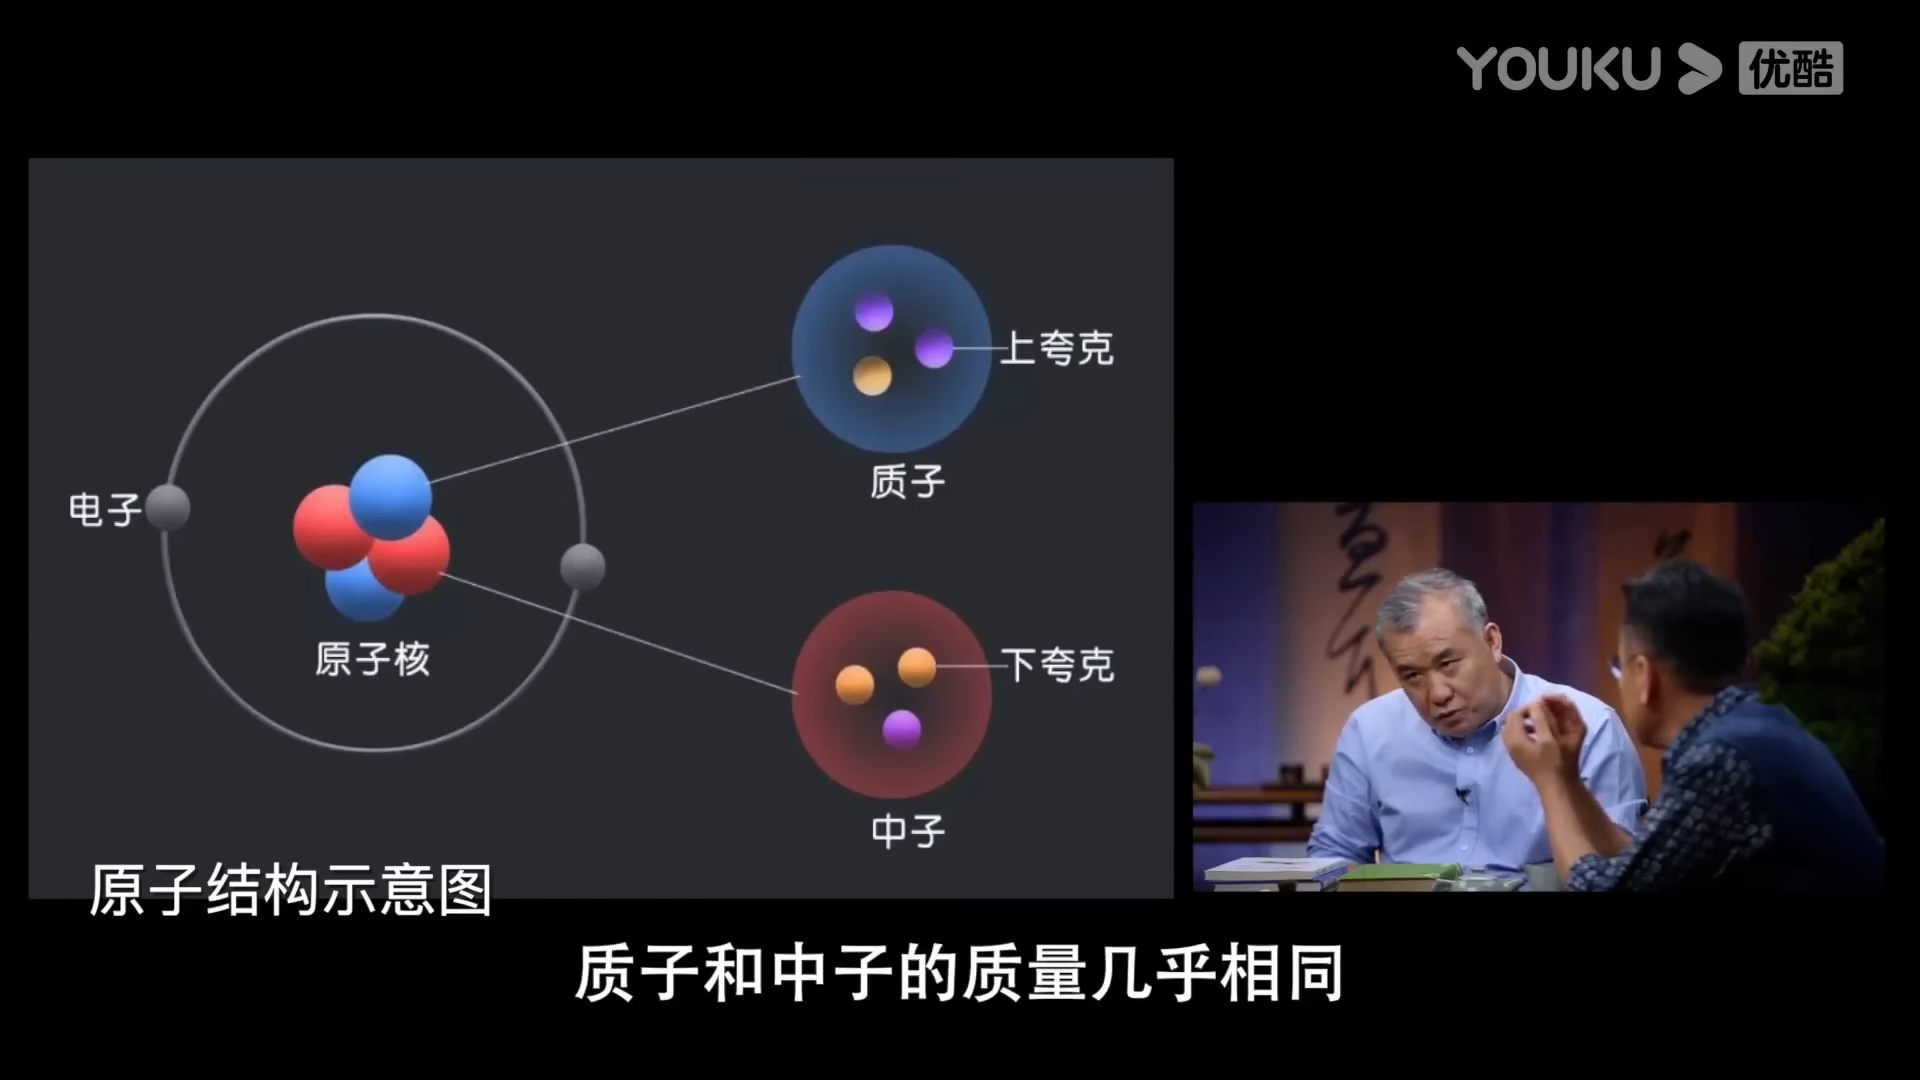 YOUKU 优酷
上夸克
质子
电子
原子核
下夸克
中子
原子结构示意图
质子和中子的质量几乎相同